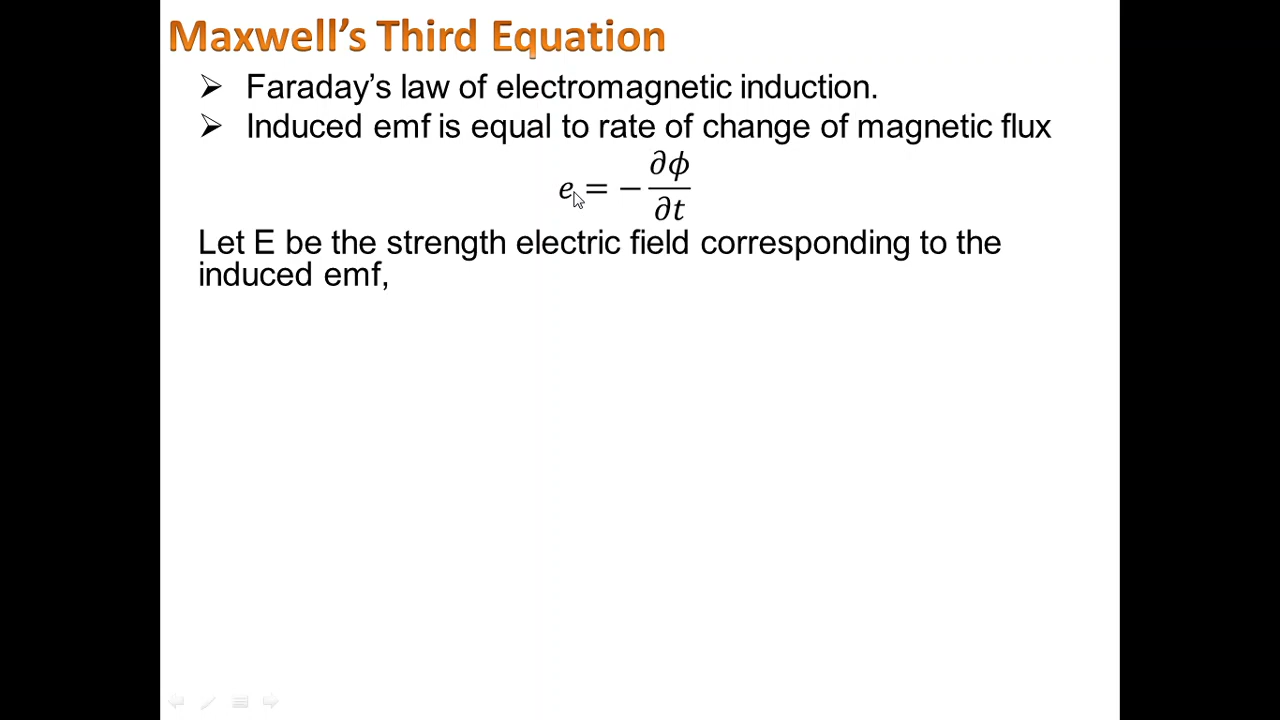 Maxwell’s Third Equation
➢ Faraday’s law of electromagnetic induction.
➢ Induced emf is equal to rate of change of magnetic flux
e = −∂ϕ/∂t
Let E be the strength electric field corresponding to the
induced emf,